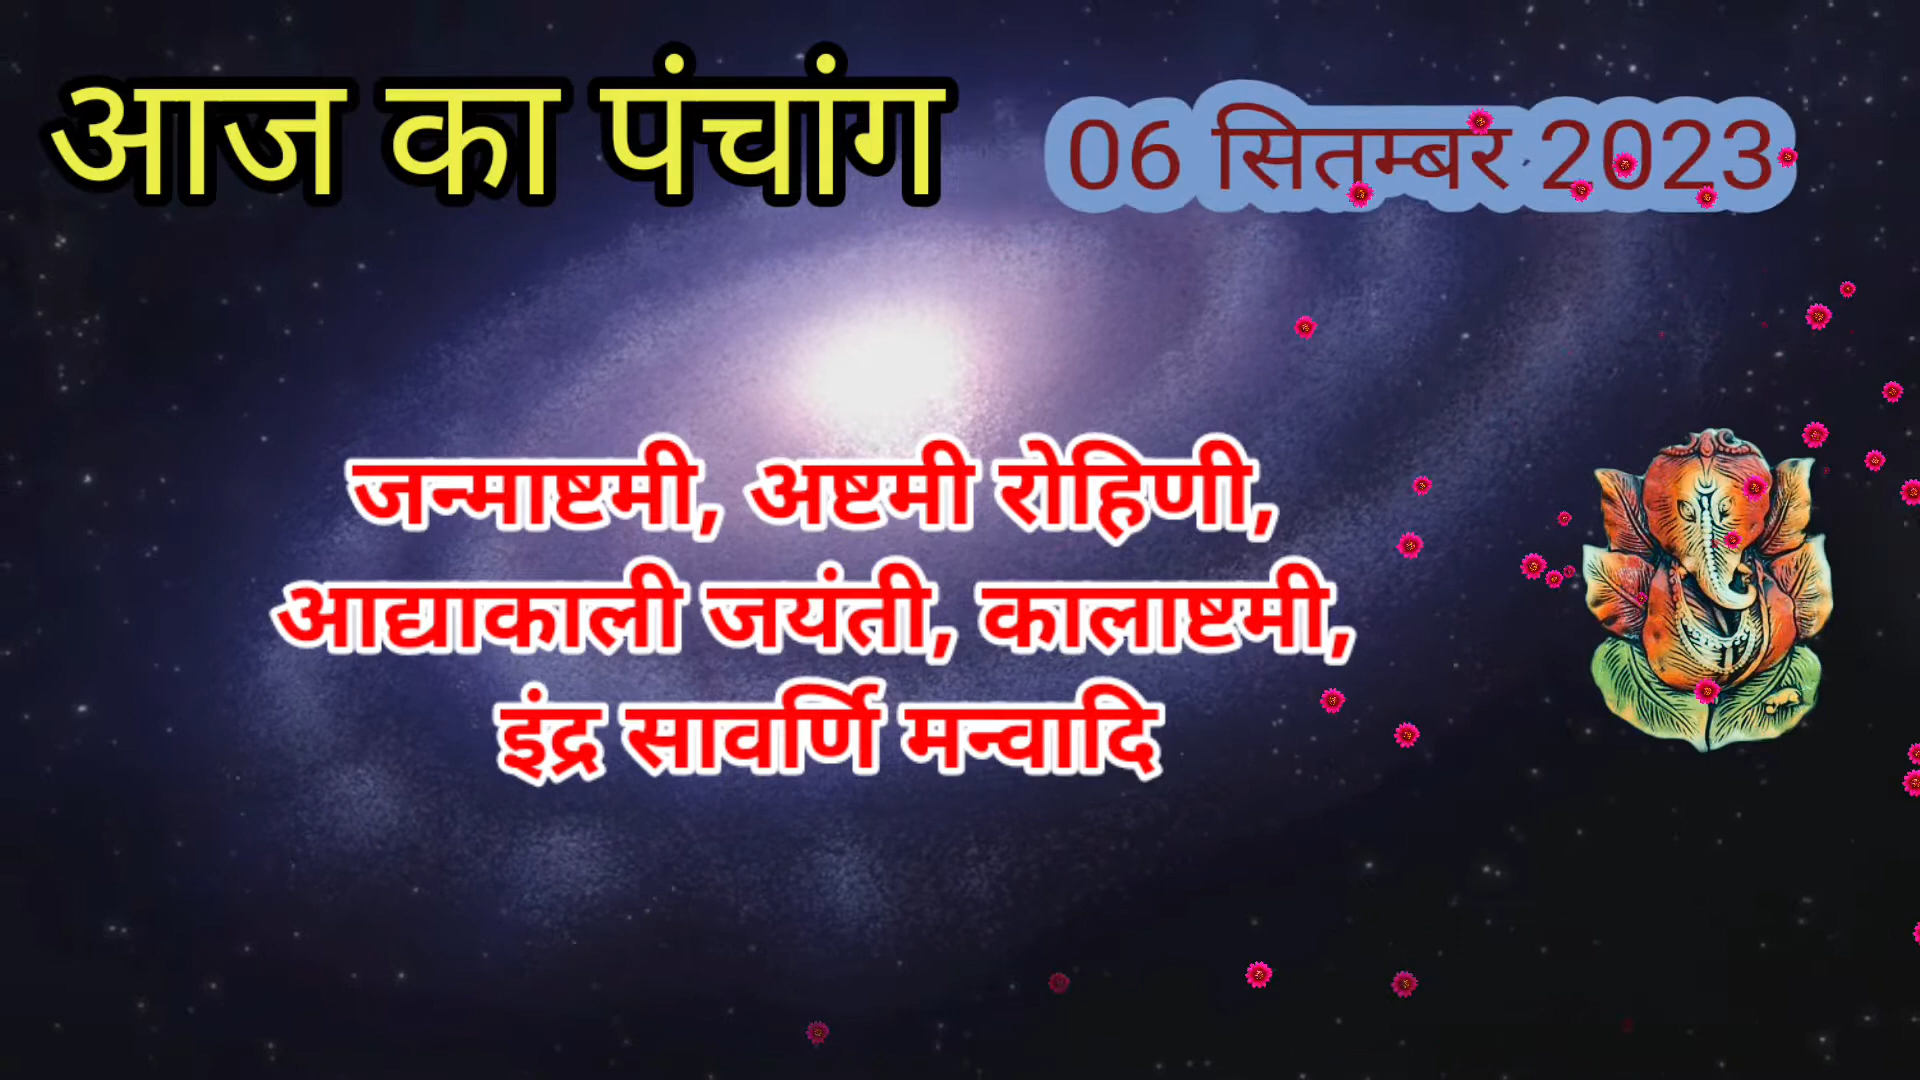 आज का पंचांग
06 सितम्बर 2023
जन्माष्टमी, अष्टमी रोहिणी,
आद्याकाली जयंती, कालाष्टमी,
इंद्र सावर्णि मन्वादि